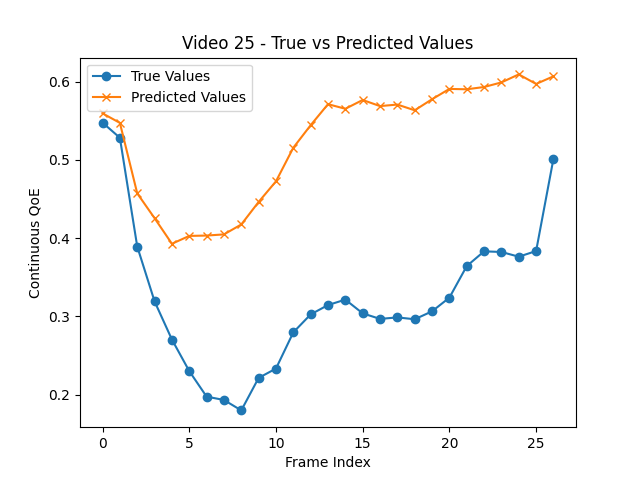 Video 25 - True vs Predicted Values
True Values
Predicted Values
0.6
0.5
0.4
0.3
0.2
Continuous QoE
0
5
10
15
20
25
Frame Index